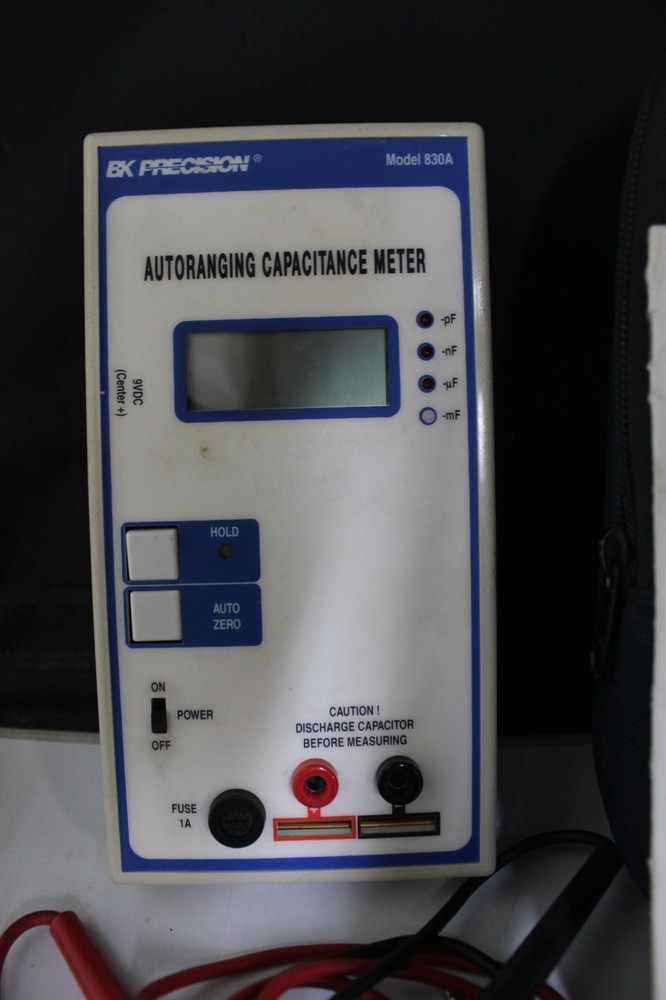 BK PRECISION®
Model 830A
AUTORANGING CAPACITANCE METER
-pF
-nF
-µF
-mF
9VDC
(Center +)
HOLD
AUTO
ZERO
ON
POWER
OFF
CAUTION !
DISCHARGE CAPACITOR
BEFORE MEASURING
FUSE
1A
+
-